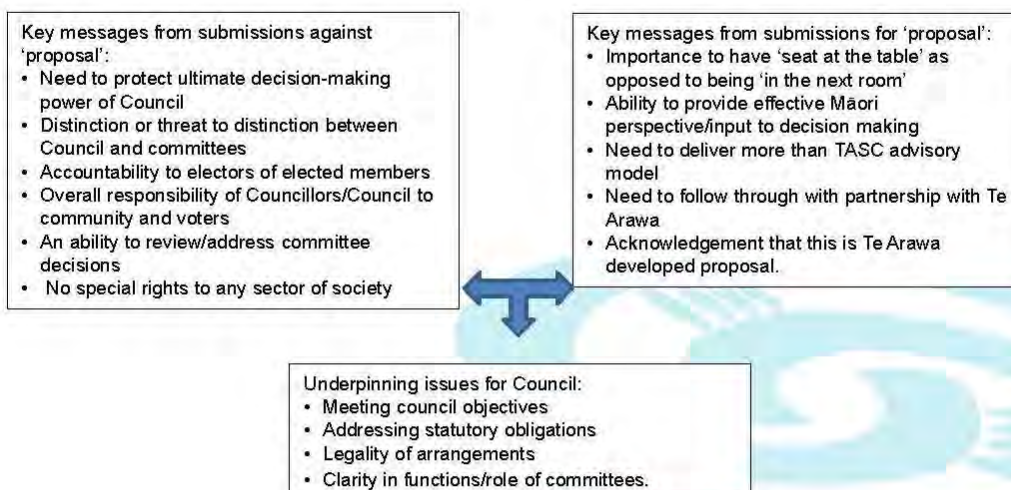 Key messages from submissions against
‘proposal’:
• Need to protect ultimate decision-making
power of Council
• Distinction or threat to distinction between
Council and committees
• Accountability to electors of elected members
• Overall responsibility of Councillors/Council to
community and voters
• An ability to review/address committee
decisions
• No special rights to any sector of society
Key messages from submissions for ‘proposal’:
• Importance to have ‘seat at the table’ as
opposed to being ‘in the next room’
• Ability to provide effective Māori
perspective/input to decision making
• Need to deliver more than TASC advisory
model
• Need to follow through with partnership with Te
Arawa
• Acknowledgement that this is Te Arawa
developed proposal.
Underpinning issues for Council:
• Meeting council objectives
• Addressing statutory obligations
• Legality of arrangements
• Clarity in functions/role of committees.